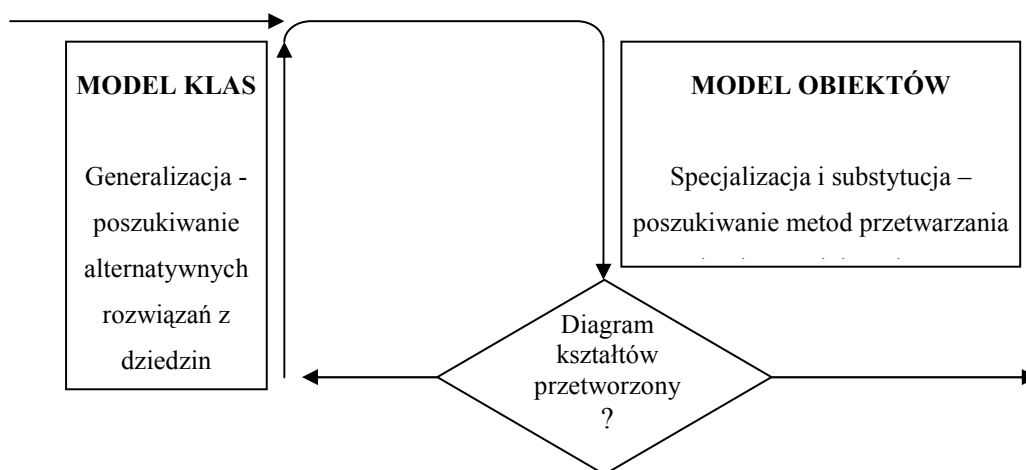 MODEL KLAS
Generalizacja -
poszukiwanie
alternatywnych
rozwiązań z
dziedzin
MODEL OBIEKTÓW
Specjalizacja i substytucja –
poszukiwanie metod przetwarzania
Diagram
kształtów
przetworzony
?